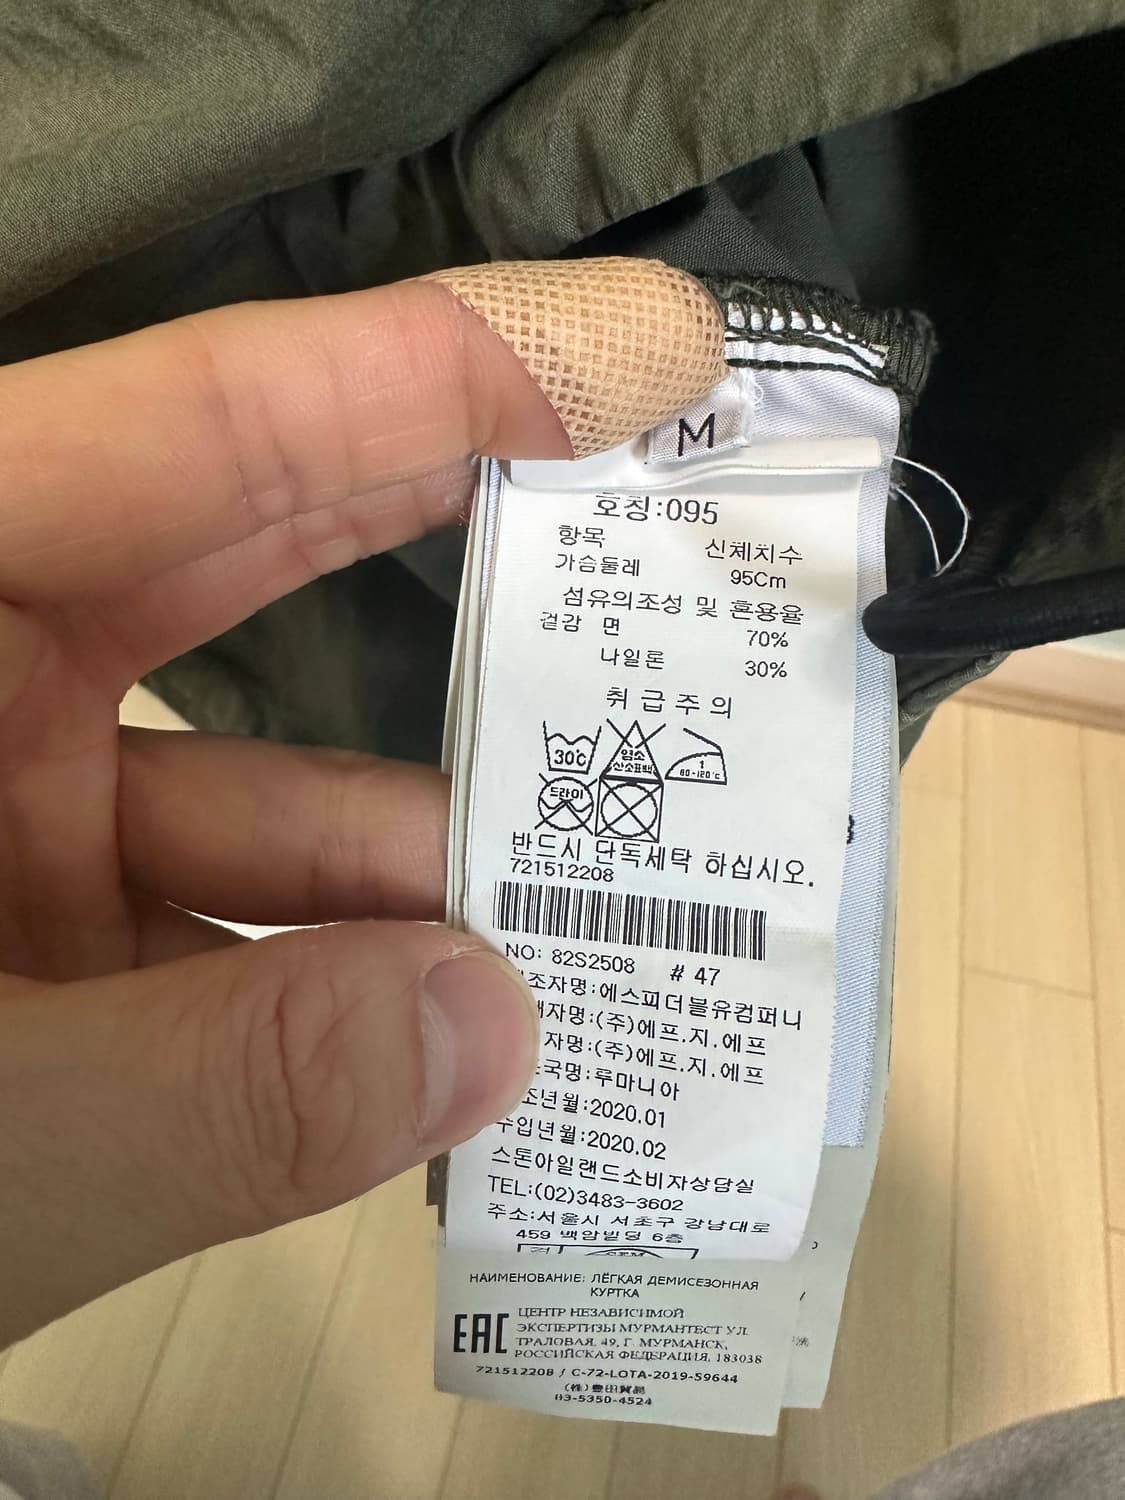 M
호칭:095
항목 신체치수
가슴둘레 95Cm
섬유의조성 및 혼용율
겉감 면 70%
나일론 30%
취급주의
30℃ 염소 산소표백 1 80-120℃
드라이
반드시 단독세탁 하십시오.
721512208
NO: 82S2508 # 47
조자명:에스피더블유컴퍼니
자명:(주)에프.지.에프
자명:(주)에프.지.에프
국명:루마니아
조년월:2020.01
수입년월:2020.02
스톤아일랜드소비자상담실
TEL:(02)3483-3602
주소:서울시 서초구 강남대로
459 백암빌딩 6층
НАИМЕНОВАНИЕ: ЛЁГКАЯ ДЕМИСЕЗОННАЯ
КУРТКА
EAC
ЦЕНТР НЕЗАВИСИМОЙ
ЭКСПЕРТИЗЫ МУРМАНТЕСТ УЛ.
ТРАЛОВАЯ, 49, Г. МУРМАНСК,
РОССИЙСКАЯ ФЕДЕРАЦИЯ, 183038
721512208 / C-72-LOTA-2019-59644
(株)豊田貿易
03-5350-4524